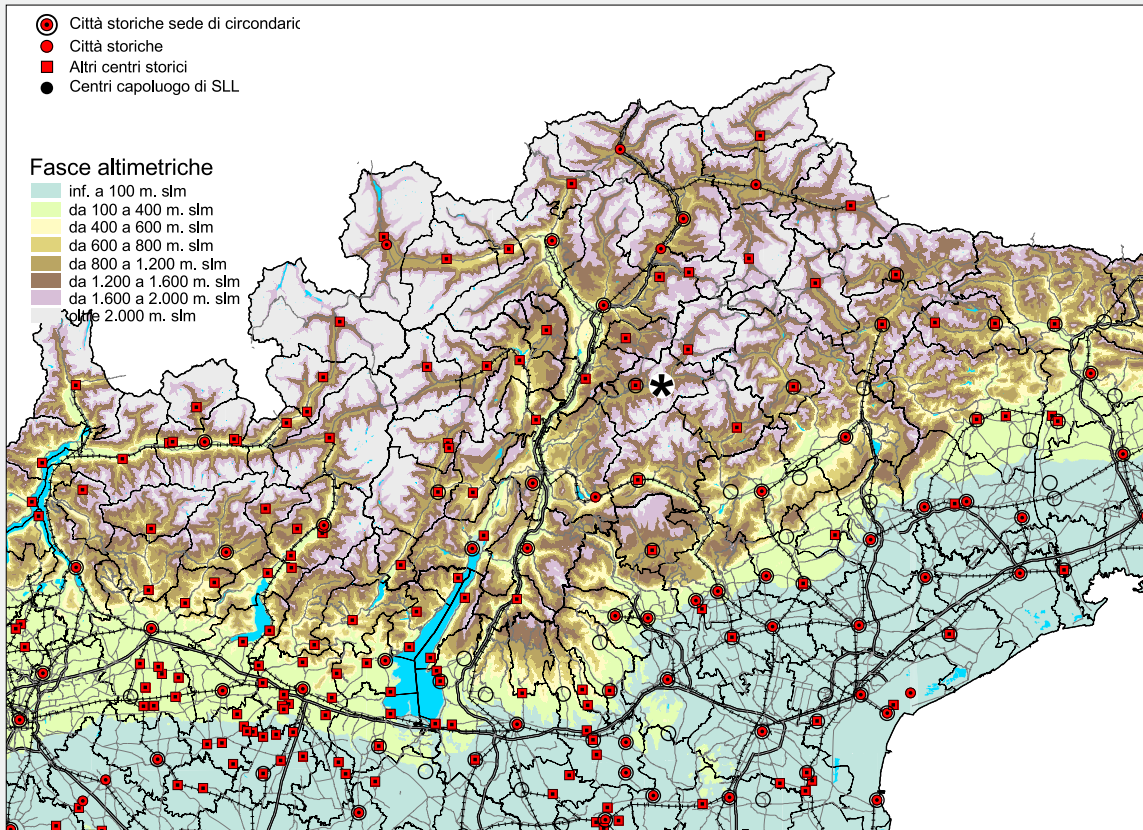 Città storiche sede di circondaric
Città storiche
Altri centri storici
Centri capoluogo di SLL
Fasce altimetriche
inf. a 100 m. slm
da 100 a 400 m. slm
da 400 a 600 m. slm
da 600 a 800 m. slm
da 800 a 1.200 m. slm
da 1.200 a 1.600 m. slm
da 1.600 a 2.000 m. slm
oltre 2.000 m. slm
*